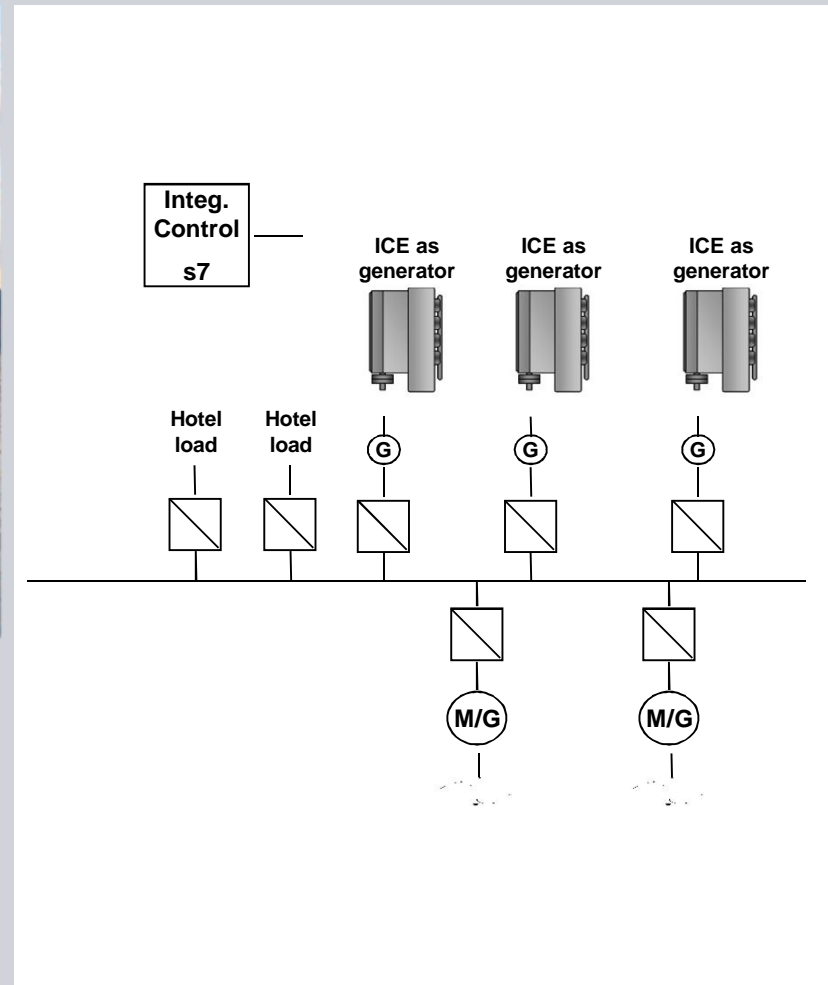 Integ.
Control
s7
ICE as
generator
ICE as
generator
ICE as
generator
Hotel
load
Hotel
load
G
G
G
M/G
M/G